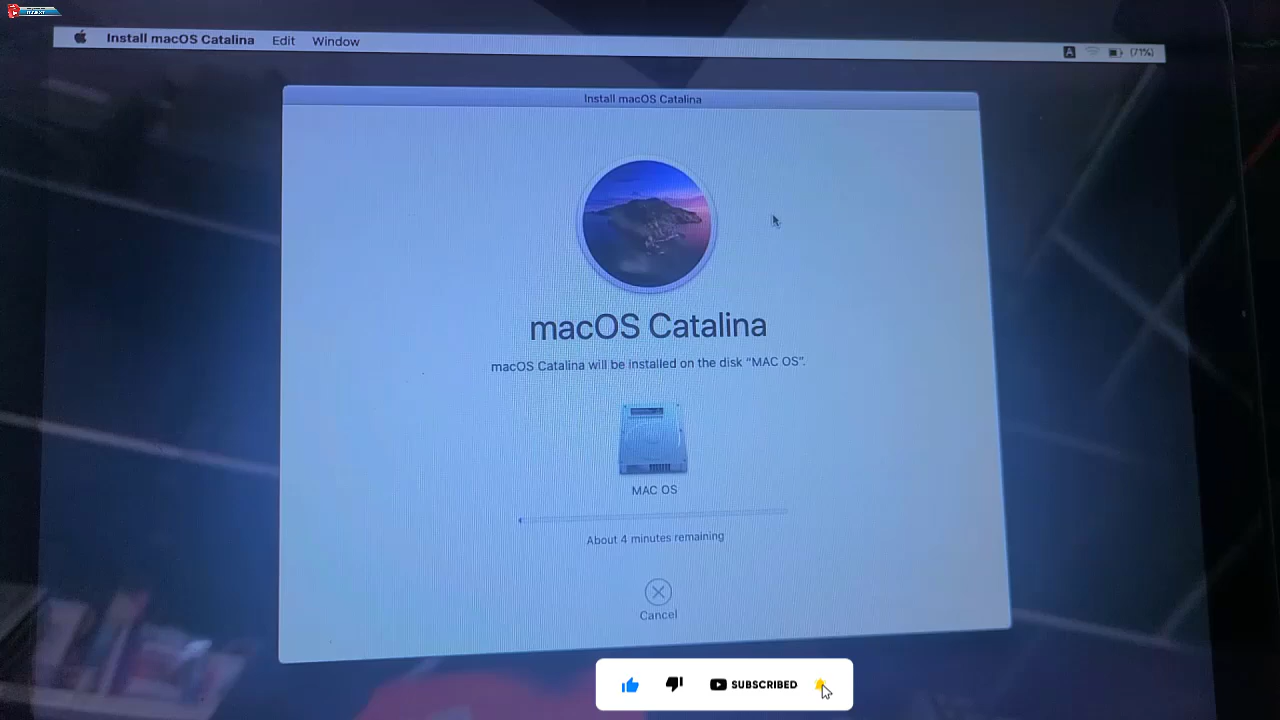 Install macOS Catalina Edit Window
A (71%)
Install macOS Catalina
macOS Catalina
macOS Catalina will be installed on the disk “MAC OS”.
MAC OS
About 4 minutes remaining
Cancel
SUBSCRIBED